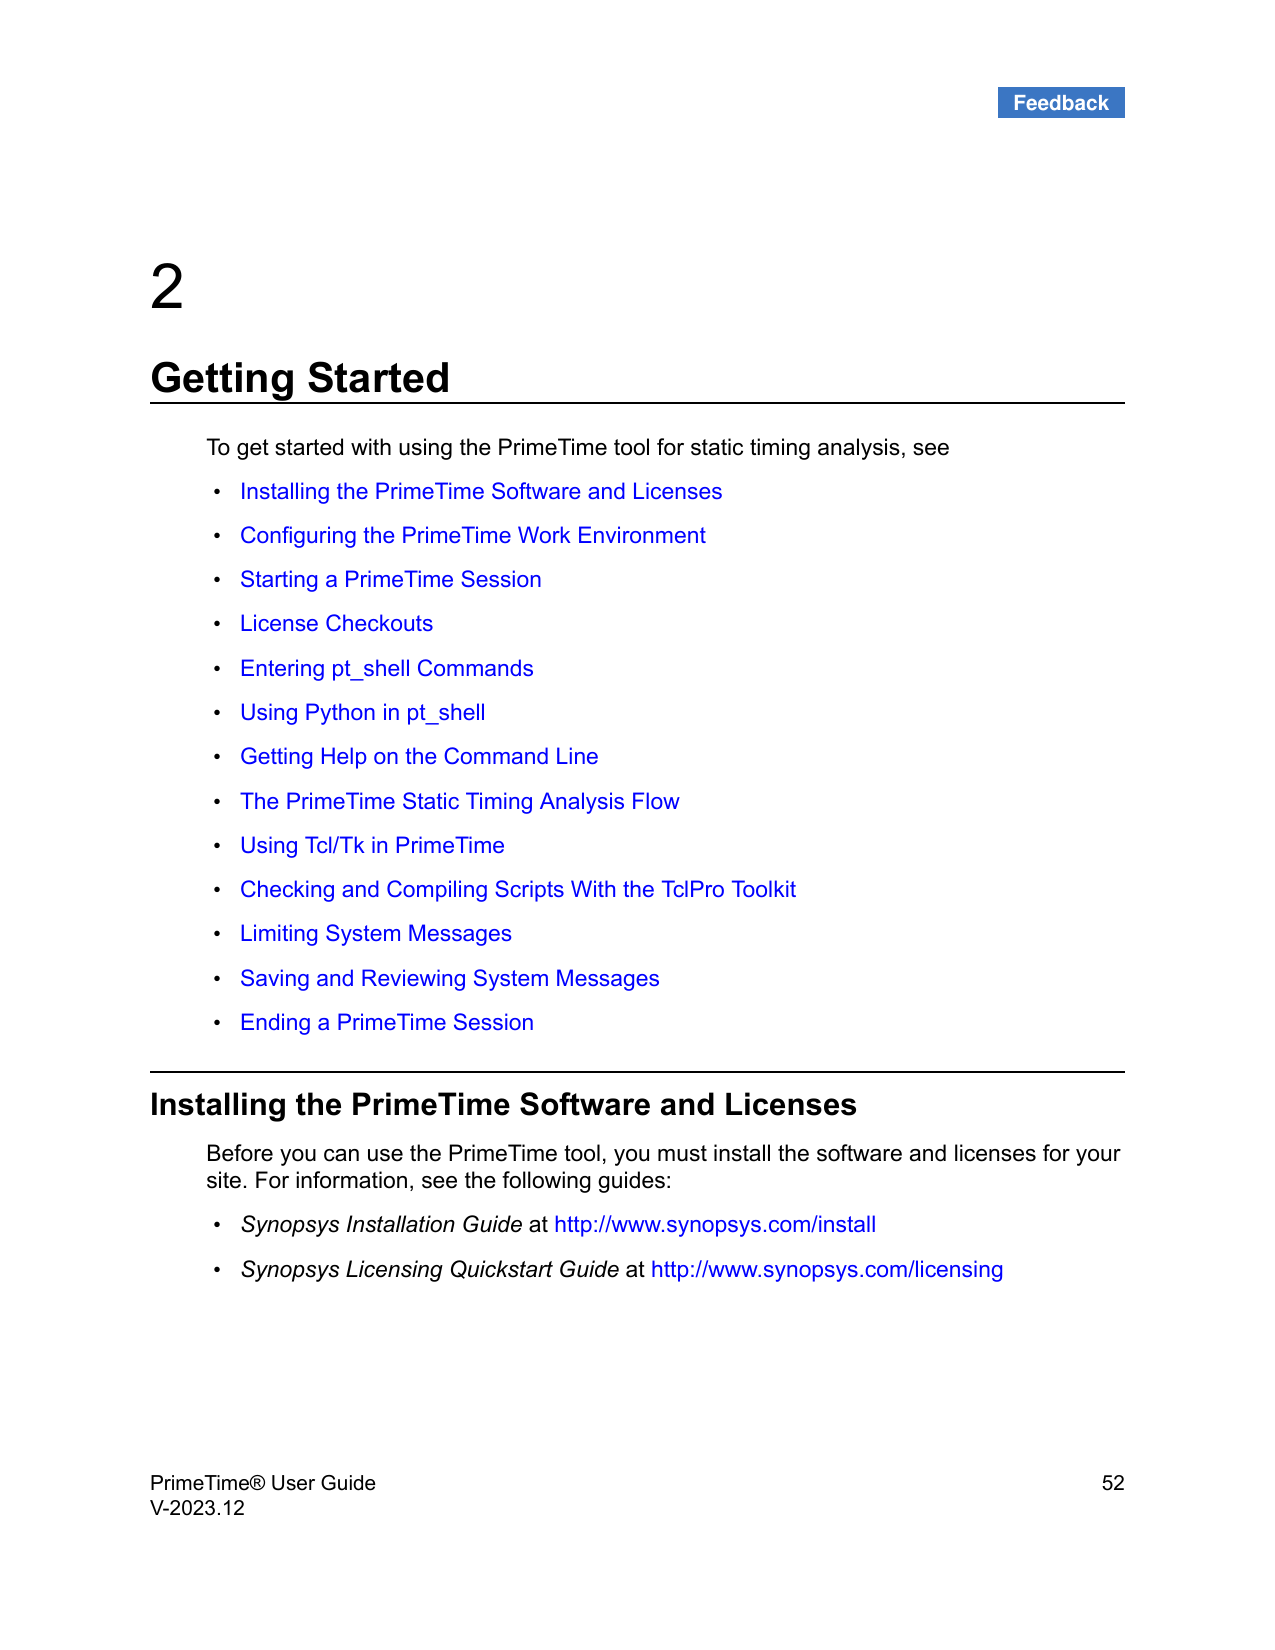 Feedback
2
Getting Started
To get started with using the PrimeTime tool for static timing analysis, see
• Installing the PrimeTime Software and Licenses
• Configuring the PrimeTime Work Environment
• Starting a PrimeTime Session
• License Checkouts
• Entering pt_shell Commands
• Using Python in pt_shell
• Getting Help on the Command Line
• The PrimeTime Static Timing Analysis Flow
• Using Tcl/Tk in PrimeTime
• Checking and Compiling Scripts With the TclPro Toolkit
• Limiting System Messages
• Saving and Reviewing System Messages
• Ending a PrimeTime Session
Installing the PrimeTime Software and Licenses
Before you can use the PrimeTime tool, you must install the software and licenses for your
site. For information, see the following guides:
• Synopsys Installation Guide at http://www.synopsys.com/install
• Synopsys Licensing Quickstart Guide at http://www.synopsys.com/licensing
PrimeTime® User Guide 52
V-2023.12